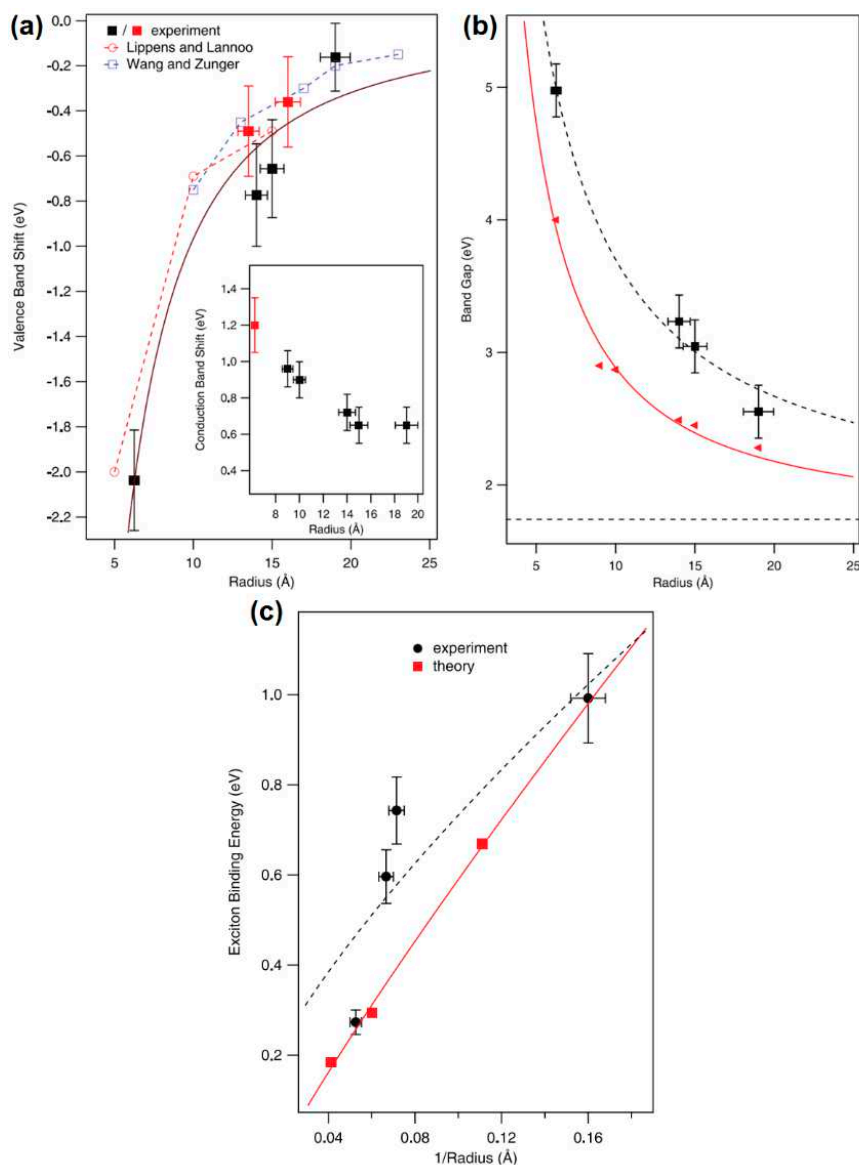 (a)
■ / ■ experiment
Lippens and Lannoo
Wang and Zunger
0.0
-0.2
-0.4
-0.6
-0.8
-1.0
-1.2
-1.4
-1.6
-1.8
-2.0
-2.2
Valence Band Shift (eV)
5 10 15 20 25
Radius (Å)
1.4
1.2
1.0
0.8
0.6
0.4
Conduction Band Shift (eV)
8 10 12 14 16 18 20
Radius (Å)
(b)
5
4
3
2
Band Gap (eV)
5 10 15 20 25
Radius (Å)
(c)
experiment
theory
1.0
0.8
0.6
0.4
0.2
Exciton Binding Energy (eV)
0.04 0.08 0.12 0.16
1/Radius (Å)